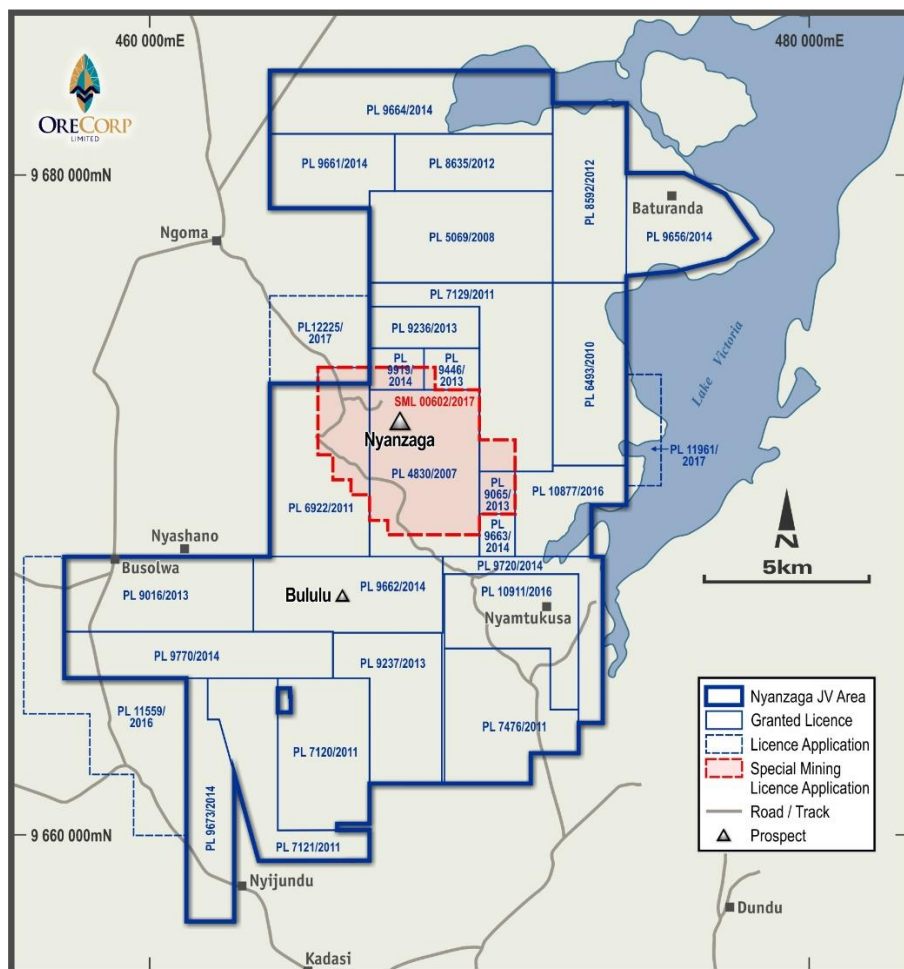 460 000mE
480 000mE
ORECORP
LIMITED
PL 9664/2014
9 680 000mN
PL 9661/2014
PL 8635/2012
PL 8592/2012
Baturanda
PL 9656/2014
Ngoma
PL 5069/2008
PL 7129/2011
PL12225/
2017
PL 9236/2013
PL 6493/2010
Lake Victoria
PL
9919/
2014
PL
9446/
2013
SML 00602/2017
Nyanzaga
PL 11961/
2017
PL 4830/2007
PL
9065/
2013
PL 10877/2016
PL 6922/2011
PL
9663/
2014
N
5km
Nyashano
Busolwa
PL 9720/2014
PL 9016/2013
Bululu
PL 9662/2014
PL 10911/2016
Nyamtukusa
PL 9770/2014
PL 9237/2013
PL 11559/
2016
PL 7120/2011
PL 7476/2011
PL 9673/2014
9 660 000mN
PL 7121/2011
Nyijundu
Kadasi
Dundu
Nyanzaga JV Area
Granted Licence
Licence Application
Special Mining
Licence Application
Road / Track
Prospect